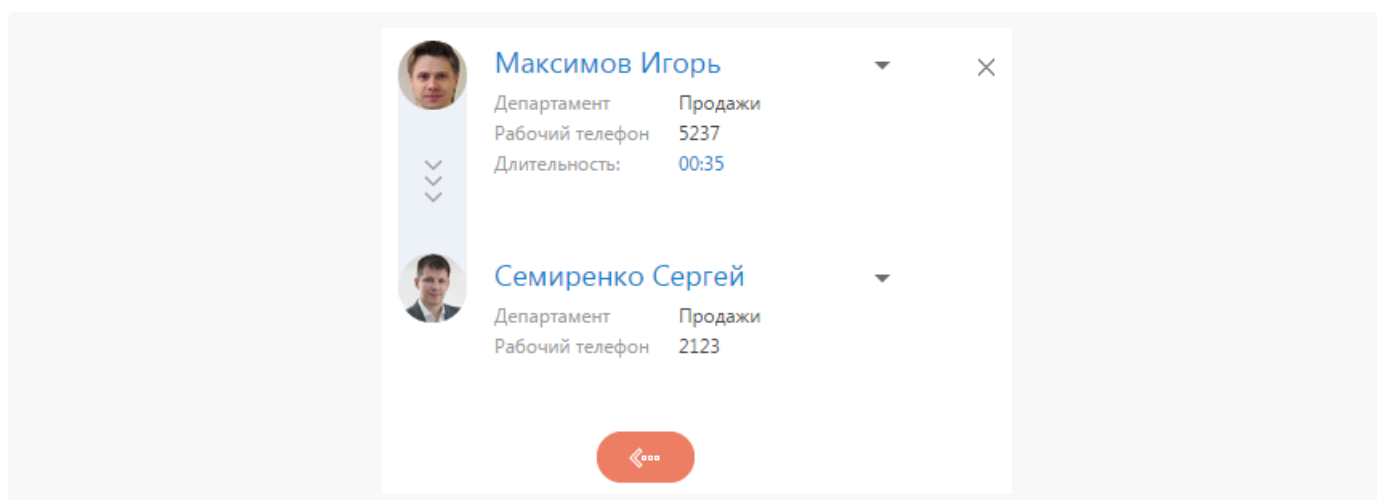 Максимов Игорь
Департамент Продажи
Рабочий телефон 5237
Длительность: 00:35
Семиренко Сергей
Департамент Продажи
Рабочий телефон 2123